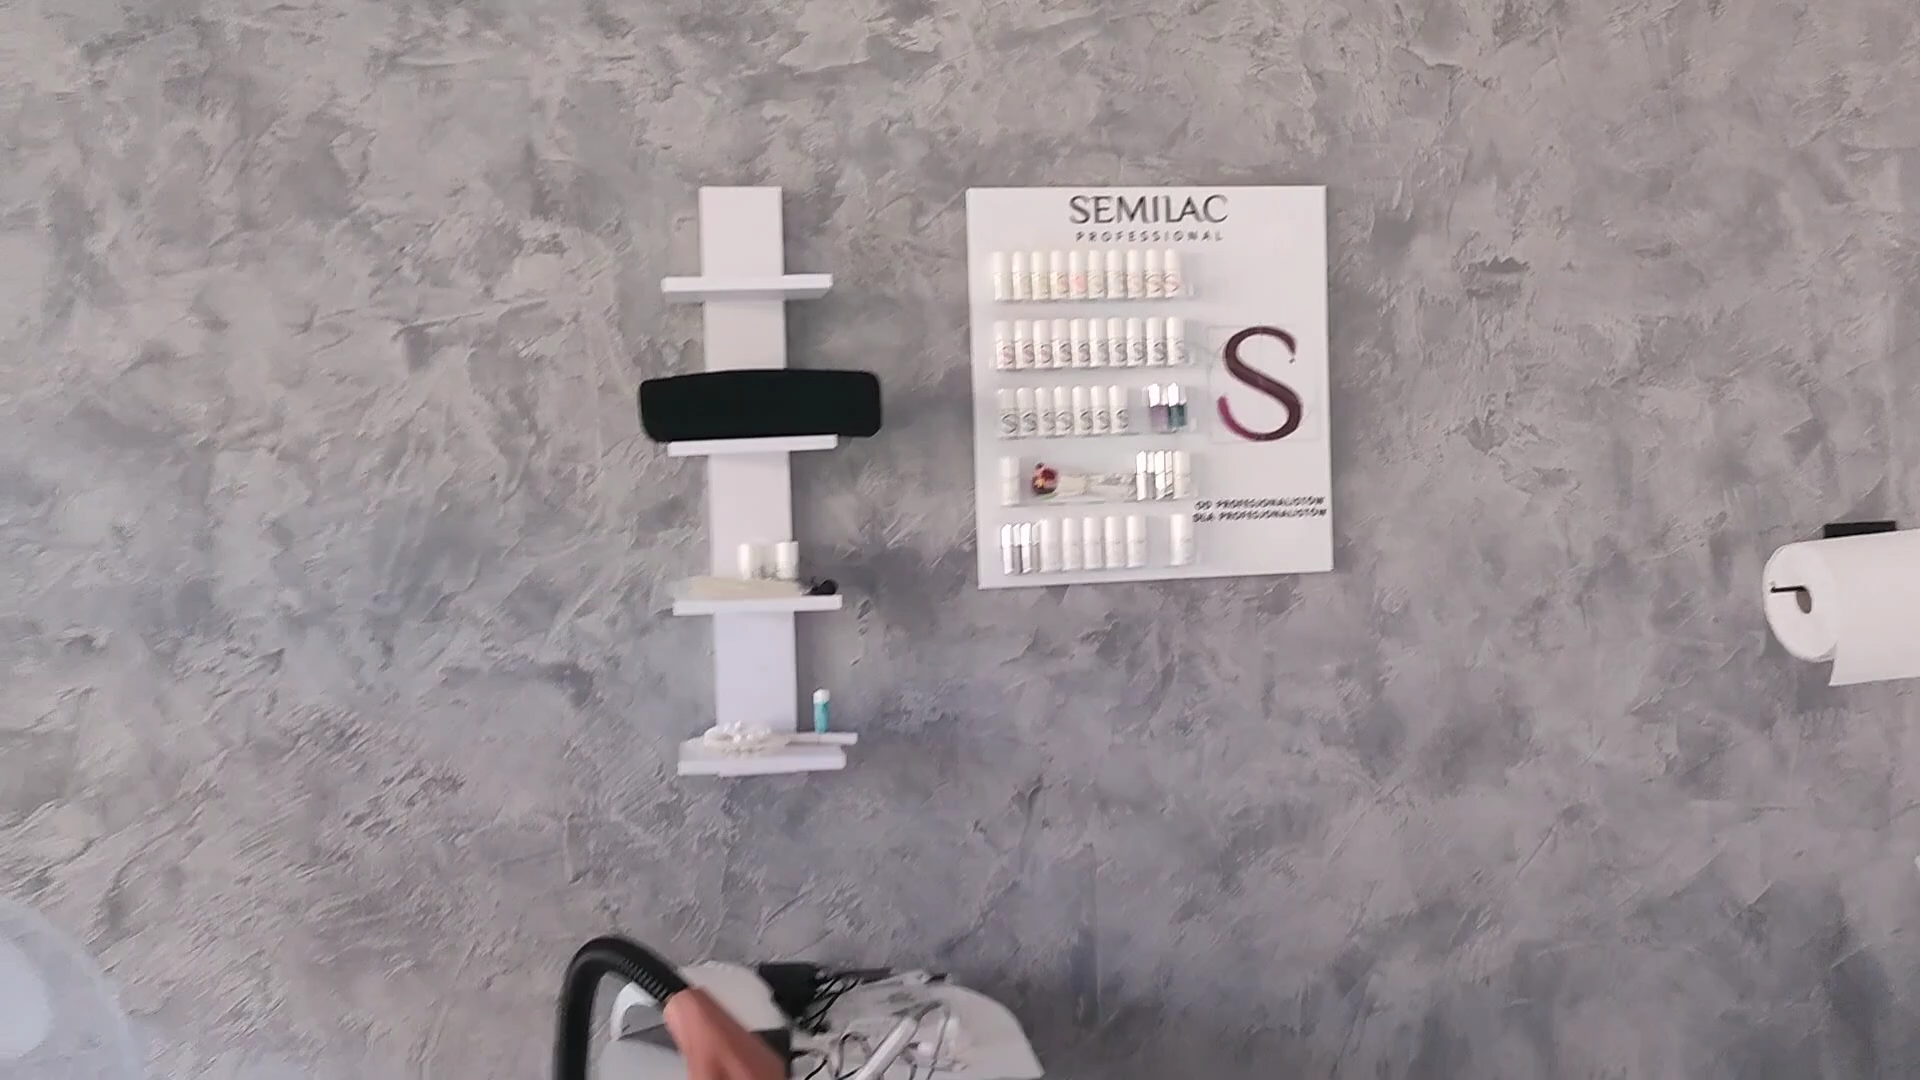 SEMILAC
PROFESSIONAL
S
OD PROFESJONALISTÓW
DLA PROFESJONALISTÓW